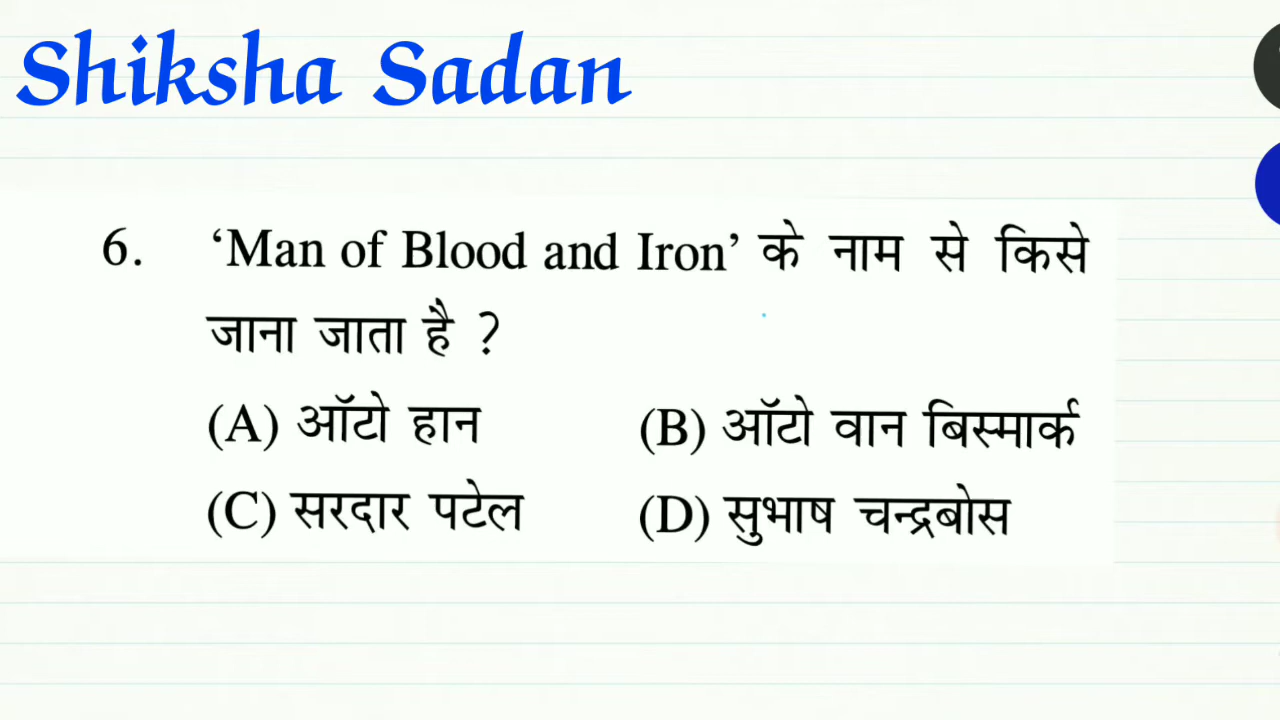 Shiksha Sadan
6. ‘Man of Blood and Iron’ के नाम से किसे
जाना जाता है ?
(A) ऑटो हान (B) ऑटो वान बिस्मार्क
(C) सरदार पटेल (D) सुभाष चन्द्रबोस